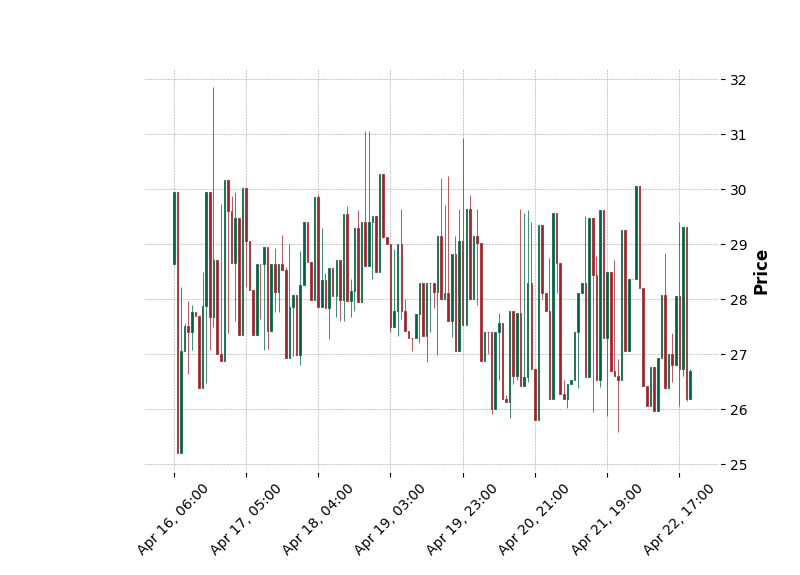 32
31
30
29
28
27
26
25
Price
Apr 16, 06:00
Apr 17, 05:00
Apr 18, 04:00
Apr 19, 03:00
Apr 19, 23:00
Apr 20, 21:00
Apr 21, 19:00
Apr 22, 17:00